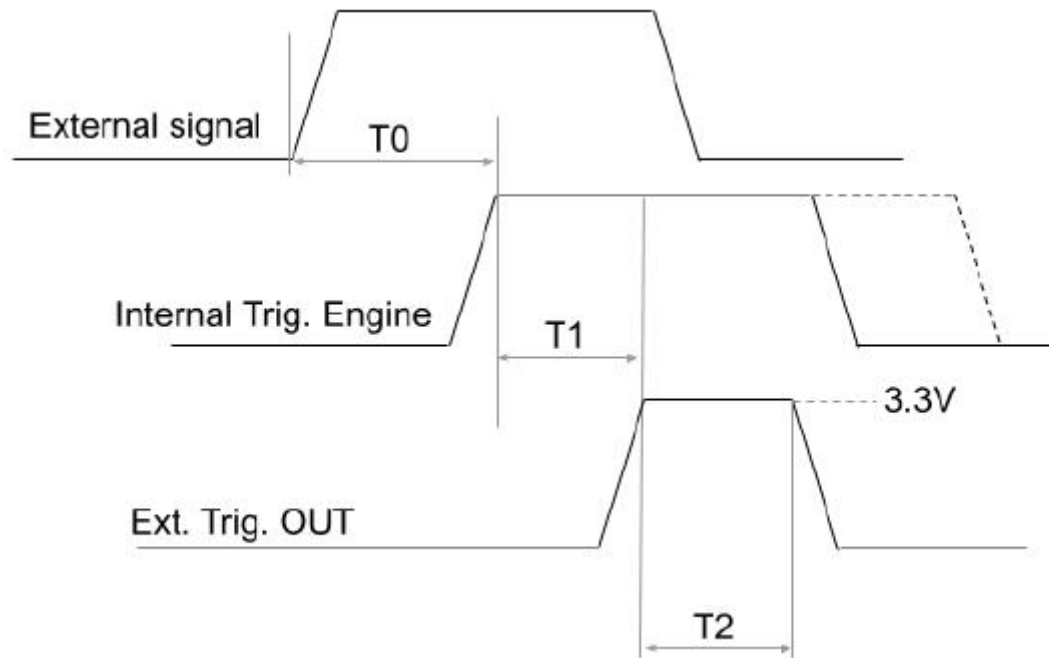 External signal
T0
Internal Trig. Engine
T1
3.3V
Ext. Trig. OUT
T2